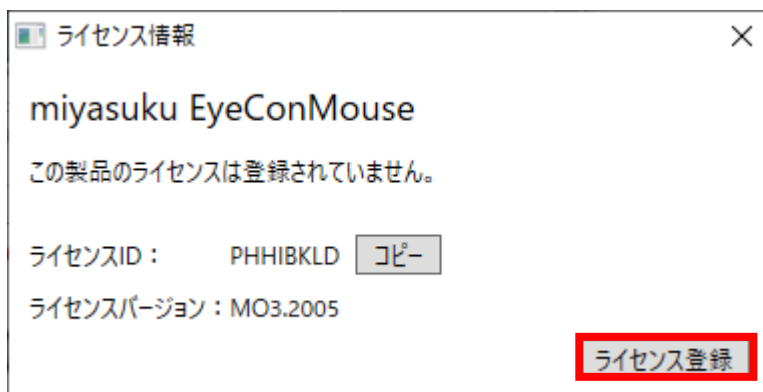 ライセンス情報
miyasuku EyeConMouse
この製品のライセンスは登録されていません。
ライセンスID： PHHIBKLD コピー
ライセンスバージョン：MO3.2005
ライセンス登録